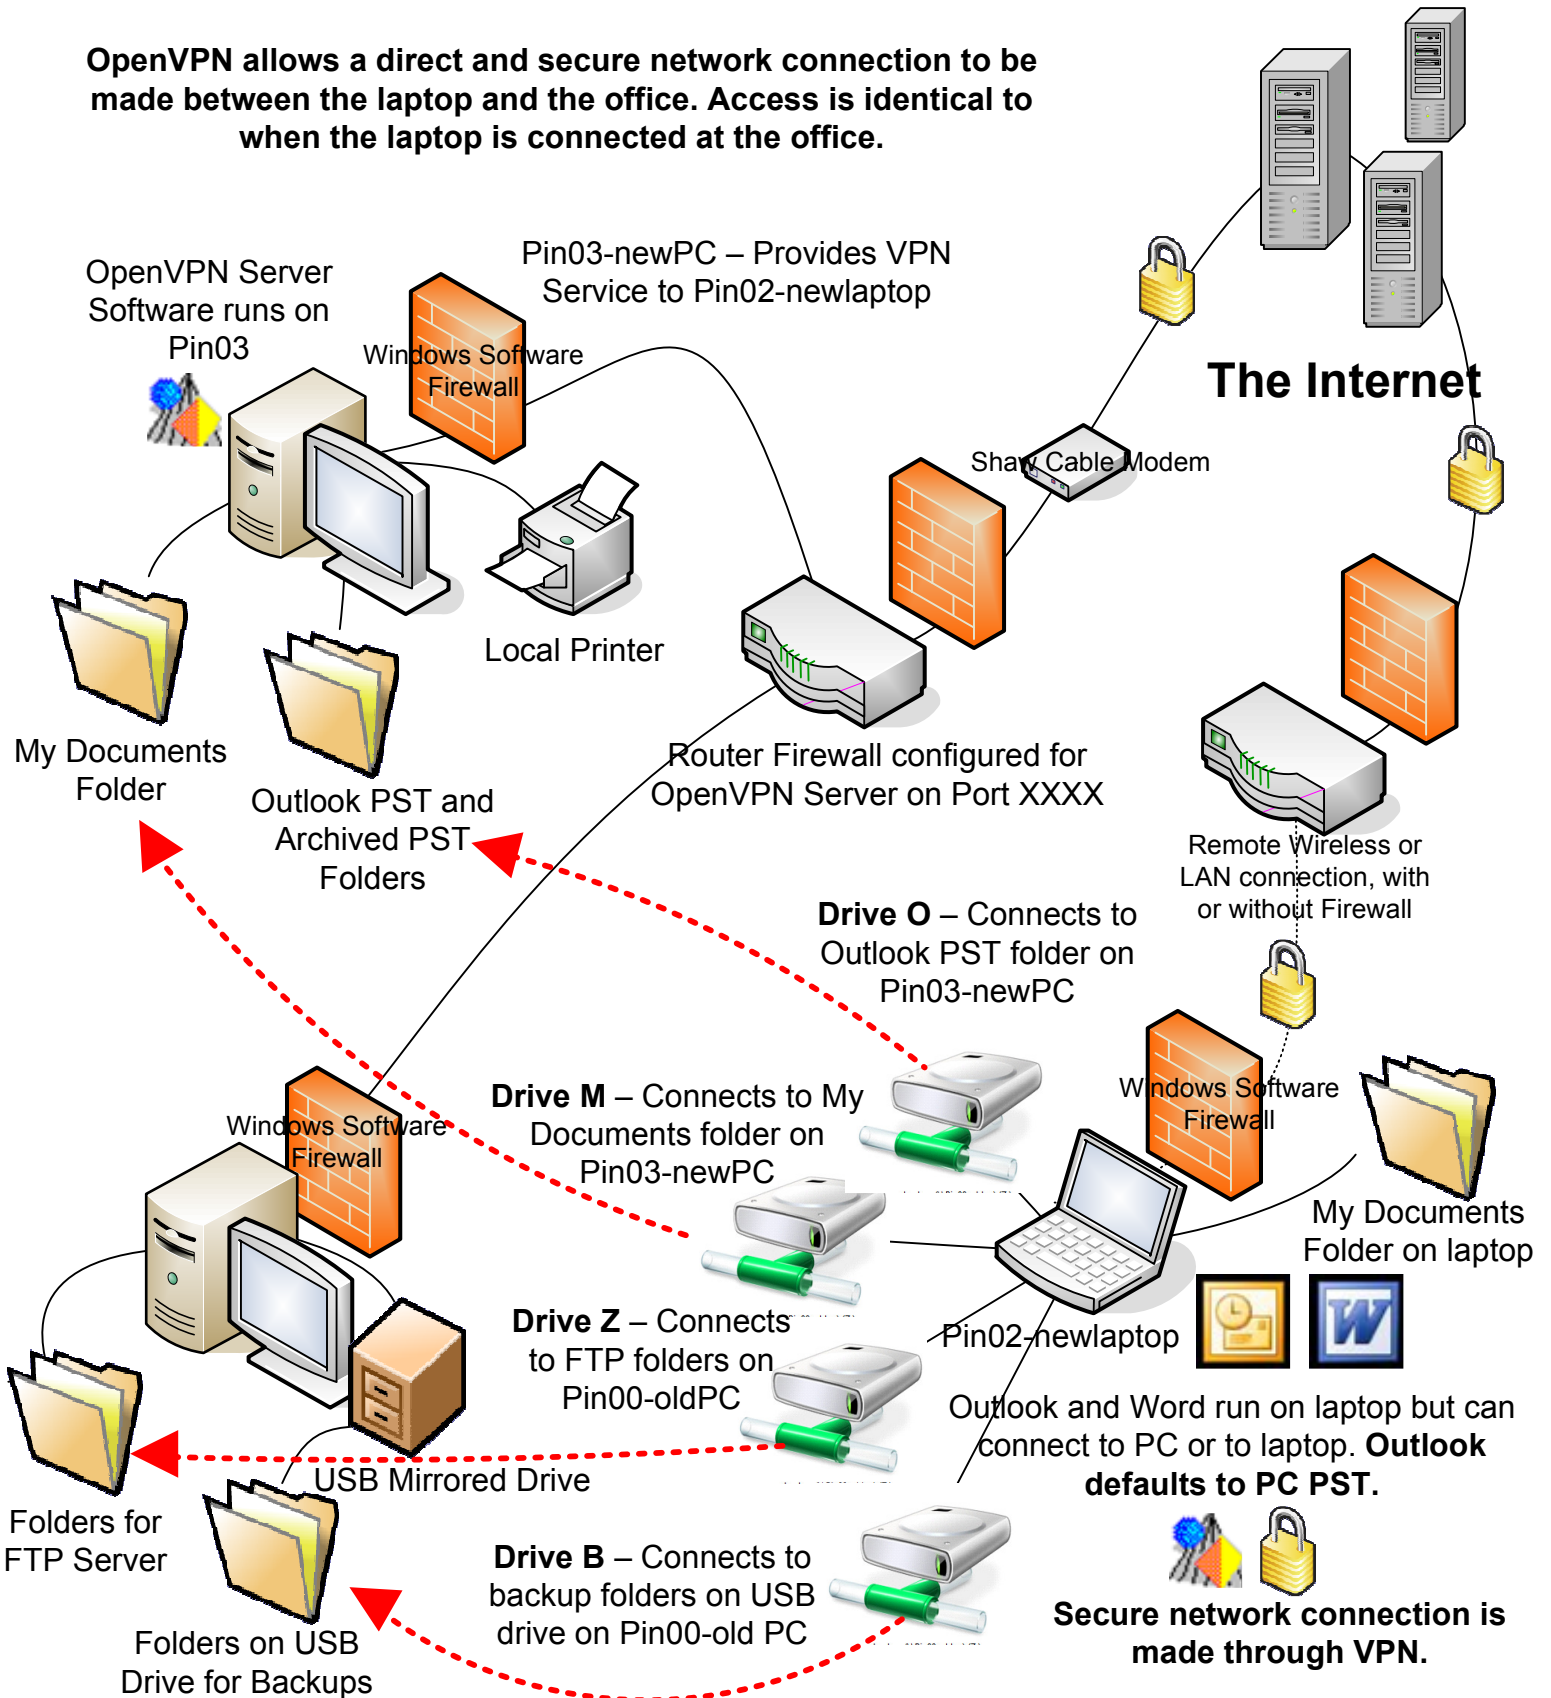 OpenVPN allows a direct and secure network connection to be
made between the laptop and the office. Access is identical to
when the laptop is connected at the office.
OpenVPN Server
Software runs on
Pin03
Pin03-newPC – Provides VPN
Service to Pin02-newlaptop
Windows Software
Firewall
The Internet
Shaw Cable Modem
Local Printer
My Documents
Folder
Outlook PST and
Archived PST
Folders
Router Firewall configured for
OpenVPN Server on Port XXXX
Remote Wireless or
LAN connection, with
or without Firewall
Drive O – Connects to
Outlook PST folder on
Pin03-newPC
Drive M – Connects to My
Documents folder on
Pin03-newPC
Windows Software
Firewall
Windows Software
Firewall
My Documents
Folder on laptop
Drive Z – Connects
to FTP folders on
Pin00-oldPC
Pin02-newlaptop
Outlook and Word run on laptop but can
connect to PC or to laptop. Outlook
defaults to PC PST.
USB Mirrored Drive
Folders for
FTP Server
Drive B – Connects to
backup folders on USB
drive on Pin00-old PC
Folders on USB
Drive for Backups
Secure network connection is
made through VPN.